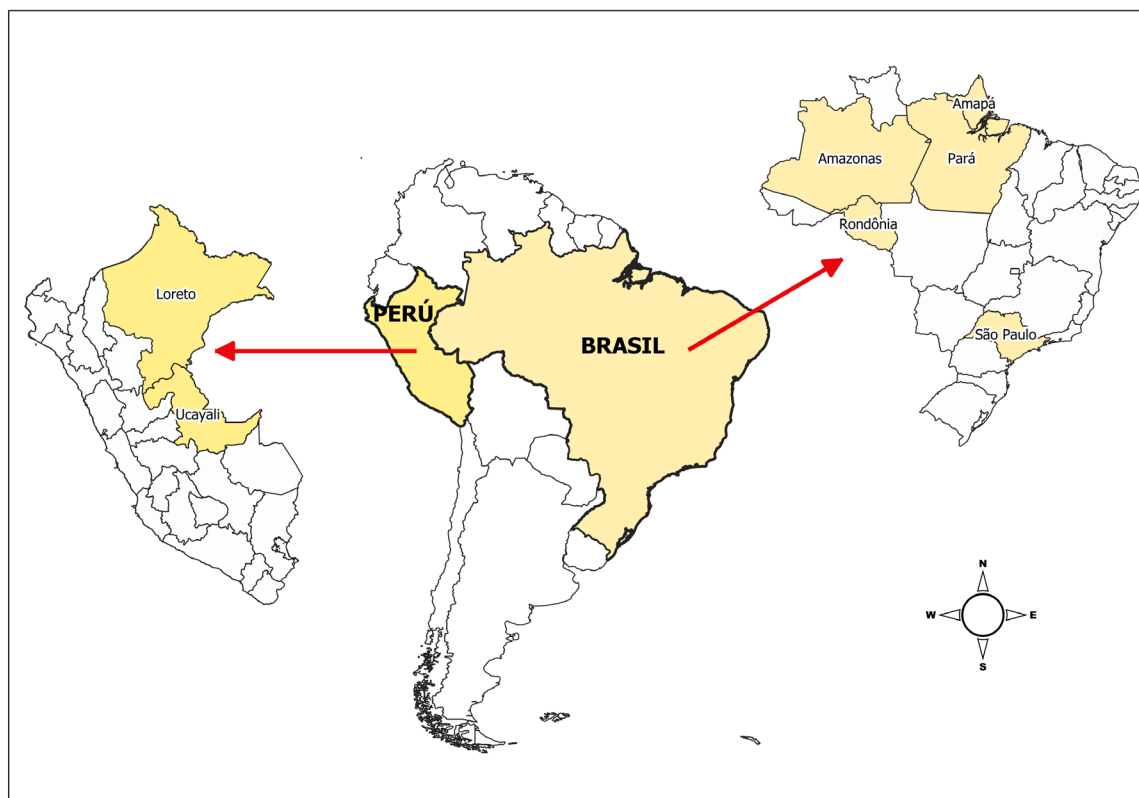 Amapá
Amazonas
Pará
Rondônia
Loreto
PERÚ
BRASIL
São Paulo
Ucayali
N
W
E
S